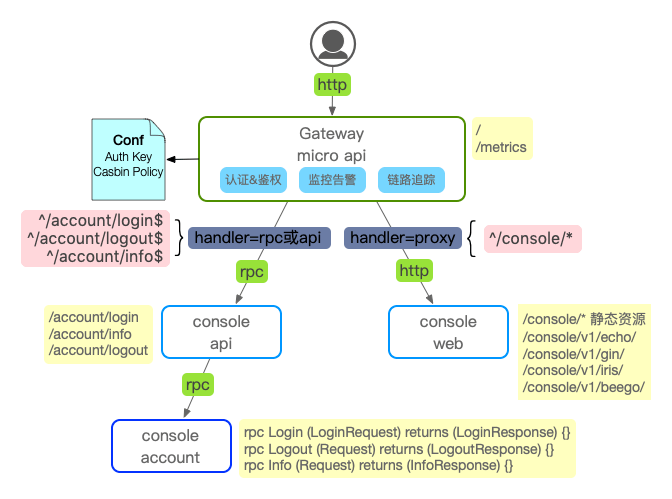 http
Gateway
micro api
认证&鉴权
监控告警
链路追踪
/
/metrics
Conf
Auth Key
Casbin Policy
^/account/login$
^/account/logout$
^/account/info$
handler=rpc或api
handler=proxy
^/console/*
rpc
http
/account/login
/account/info
/account/logout
console
api
console
web
/console/* 静态资源
/console/v1/echo/
/console/v1/gin/
/console/v1/iris/
/console/v1/beego/
rpc
console
account
rpc Login (LoginRequest) returns (LoginResponse) {}
rpc Logout (Request) returns (LogoutResponse) {}
rpc Info (Request) returns (InfoResponse) {}